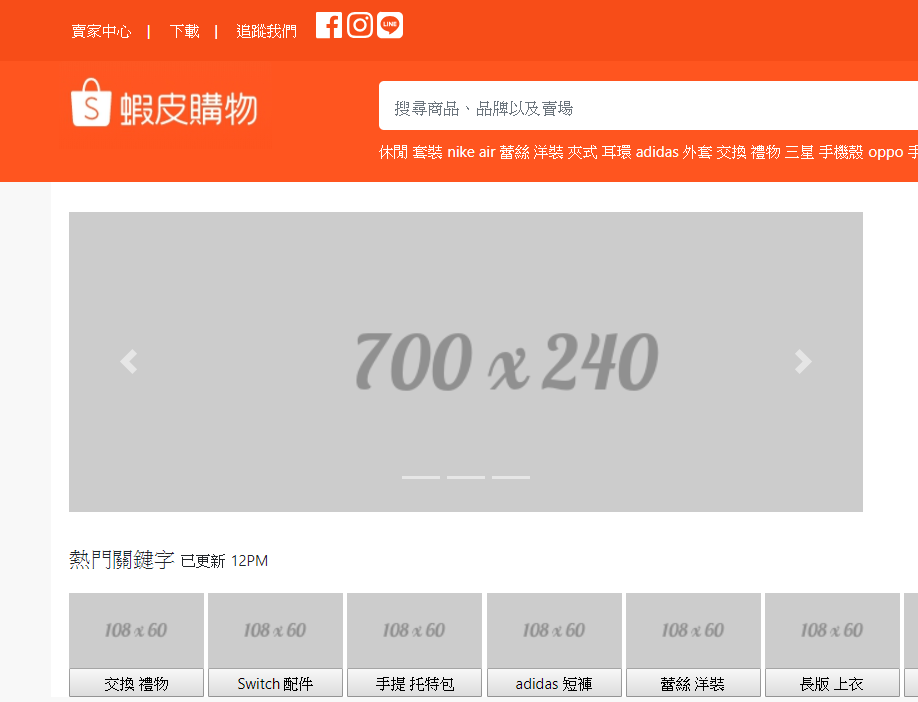 賣家中心 | 下載 | 追蹤我們 LINE
S 蝦皮購物
搜尋商品、品牌以及賣場
休閒 套裝 nike air 蕾絲 洋裝 夾式 耳環 adidas 外套 交換 禮物 三星 手機殼 oppo 手
700 x 240
熱門關鍵字 已更新 12PM
108 x 60 108 x 60 108 x 60 108 x 60 108 x 60 108 x 60
交換 禮物 Switch 配件 手提 托特包 adidas 短褲 蕾絲 洋裝 長版 上衣